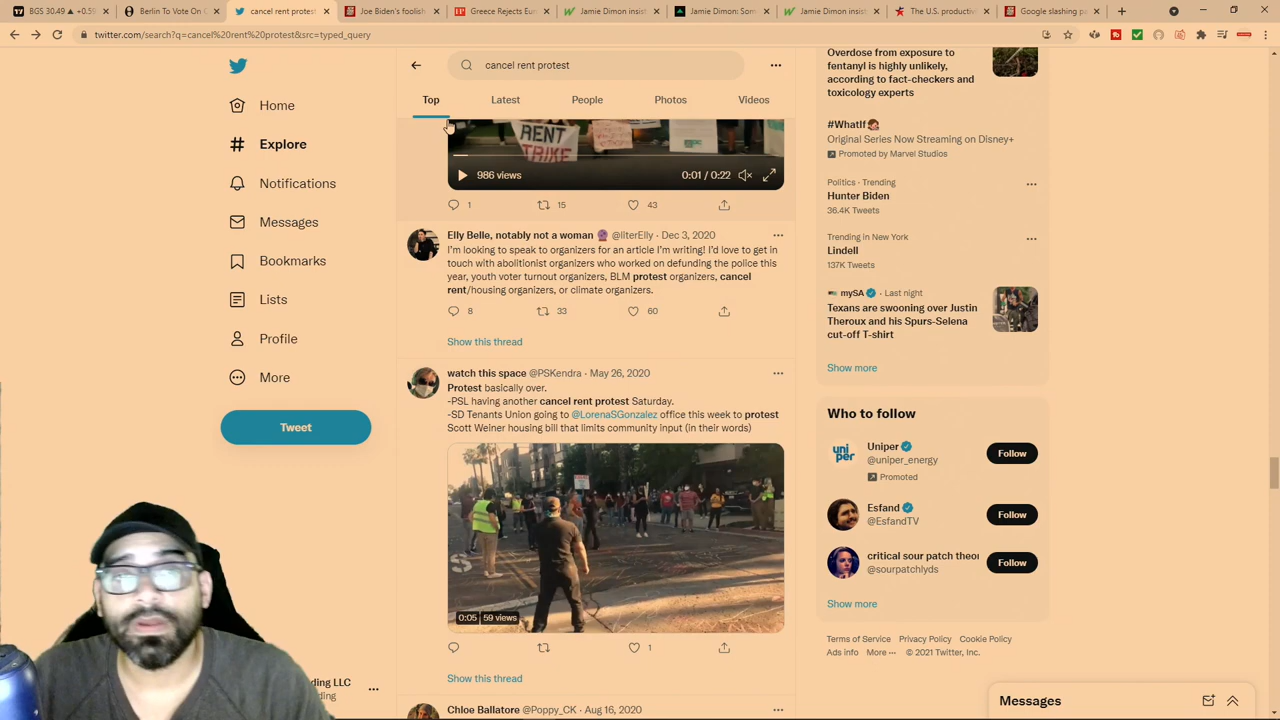 BGS 30.49 ▲ +0.59
Berlin To Vote On
cancel rent protest
Joe Biden's foolish
Greece Rejects Eur
Jamie Dimon insist
Jamie Dimon: Som
Jamie Dimon insist
The U.S. productivi
Google slashing pa
twitter.com/search?q=cancel%20rent%20protest&src=typed_query
cancel rent protest
Top
Latest
People
Photos
Videos
Home
Explore
Notifications
Messages
Bookmarks
Lists
Profile
More
Tweet
ding LLC
ding
RENT
STRIKE
986 views
0:01 / 0:22
1
15
43
Elly Belle, notably not a woman @literElly · Dec 3, 2020
I'm looking to speak to organizers for an article I'm writing! I'd love to get in
touch with abolitionist organizers who worked on defunding the police this
year, youth voter turnout organizers, BLM protest organizers, cancel
rent/housing organizers, or climate organizers.
8
33
60
Show this thread
watch this space @PSKendra · May 26, 2020
Protest basically over.
-PSL having another cancel rent protest Saturday.
-SD Tenants Union going to @LorenaSGonzalez office this week to protest
Scott Weiner housing bill that limits community input (in their words)
0:05 59 views
1
Show this thread
Chloe Ballatore @Poppy_CK · Aug 16, 2020
Overdose from exposure to
fentanyl is highly unlikely,
according to fact-checkers and
toxicology experts
#WhatIf
Original Series Now Streaming on Disney+
Promoted by Marvel Studios
Politics · Trending
Hunter Biden
36.4K Tweets
Trending in New York
Lindell
137K Tweets
mySA · Last night
Texans are swooning over Justin
Theroux and his Spurs-Selena
cut-off T-shirt
Show more
Who to follow
Uniper
@uniper_energy
Promoted
Follow
Esfand
@EsfandTV
Follow
critical sour patch theor
@sourpatchlyds
Follow
Show more
Terms of Service Privacy Policy Cookie Policy
Ads info More ··· © 2021 Twitter, Inc.
Messages